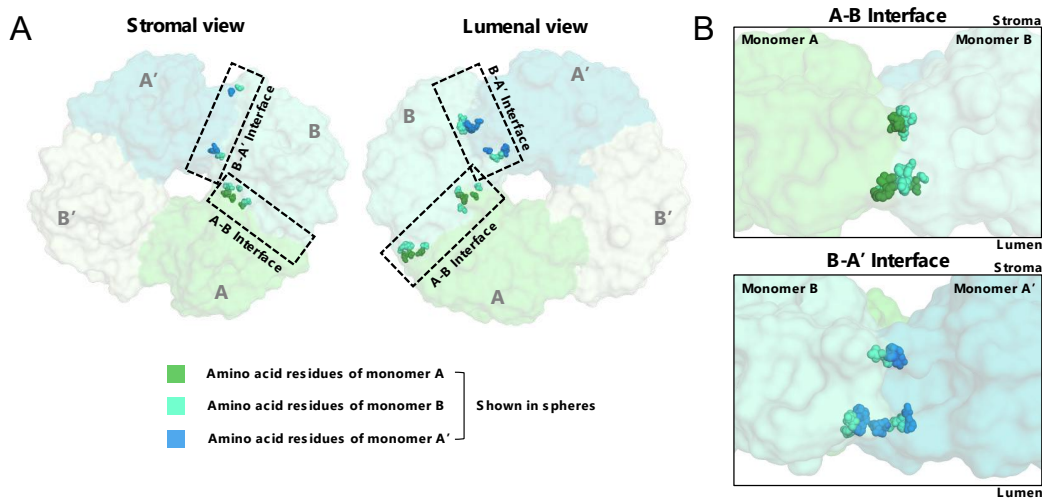 A
Stromal view
Lumenal view
A′
B
B-A′ Interface
B′
A-B Interface
A
B
A′
B-A′ Interface
B′
A-B Interface
A
Amino acid residues of monomer A
Amino acid residues of monomer B
Amino acid residues of monomer A′
Shown in spheres
B
A-B Interface
Stroma
Monomer A
Monomer B
Lumen
B-A′ Interface
Stroma
Monomer B
Monomer A′
Lumen